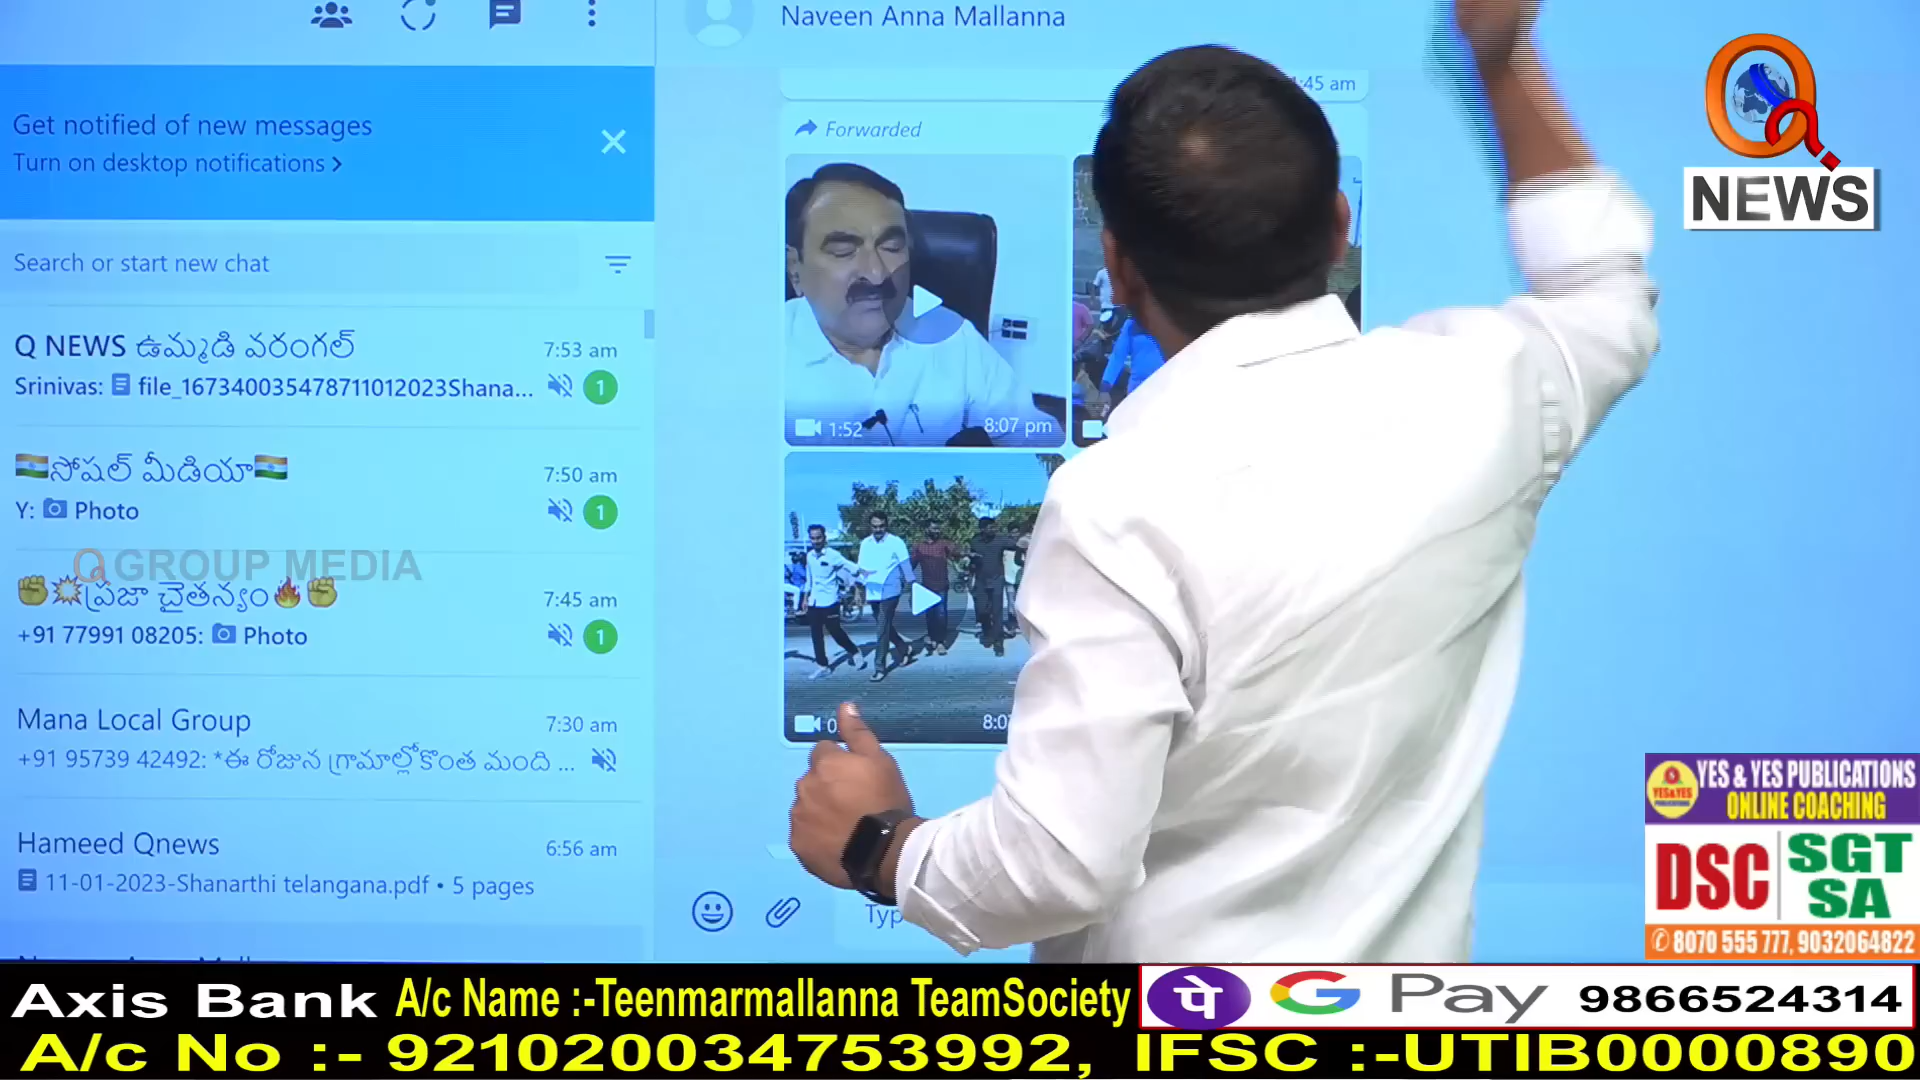 Naveen Anna Mallanna
:45 am
Get notified of new messages
Turn on desktop notifications >
Forwarded
NEWS
Search or start new chat
Q NEWS ఉమ్మడి వరంగల్
7:53 am
Srinivas: file_167340035478711012023Shana...
1
1:52
8:07 pm
సోషల్ మీడియా
7:50 am
Y: Photo
1
Q GROUP MEDIA
ప్రజా చైతన్యం
7:45 am
+91 77991 08205: Photo
1
Mana Local Group
7:30 am
+91 95739 42492: *ఈ రోజున గ్రామాల్లోకొంత మంది ...
Hameed Qnews
6:56 am
11-01-2023-Shanarthi telangana.pdf • 5 pages
YES & YES PUBLICATIONS
ONLINE COACHING
YES&YES
DSC
SGT
SA
8070 555 777, 9032064822
Axis Bank A/c Name :-Teenmarmallanna TeamSociety
पे G Pay 9866524314
A/c No :- 921020034753992, IFSC :-UTIB0000890